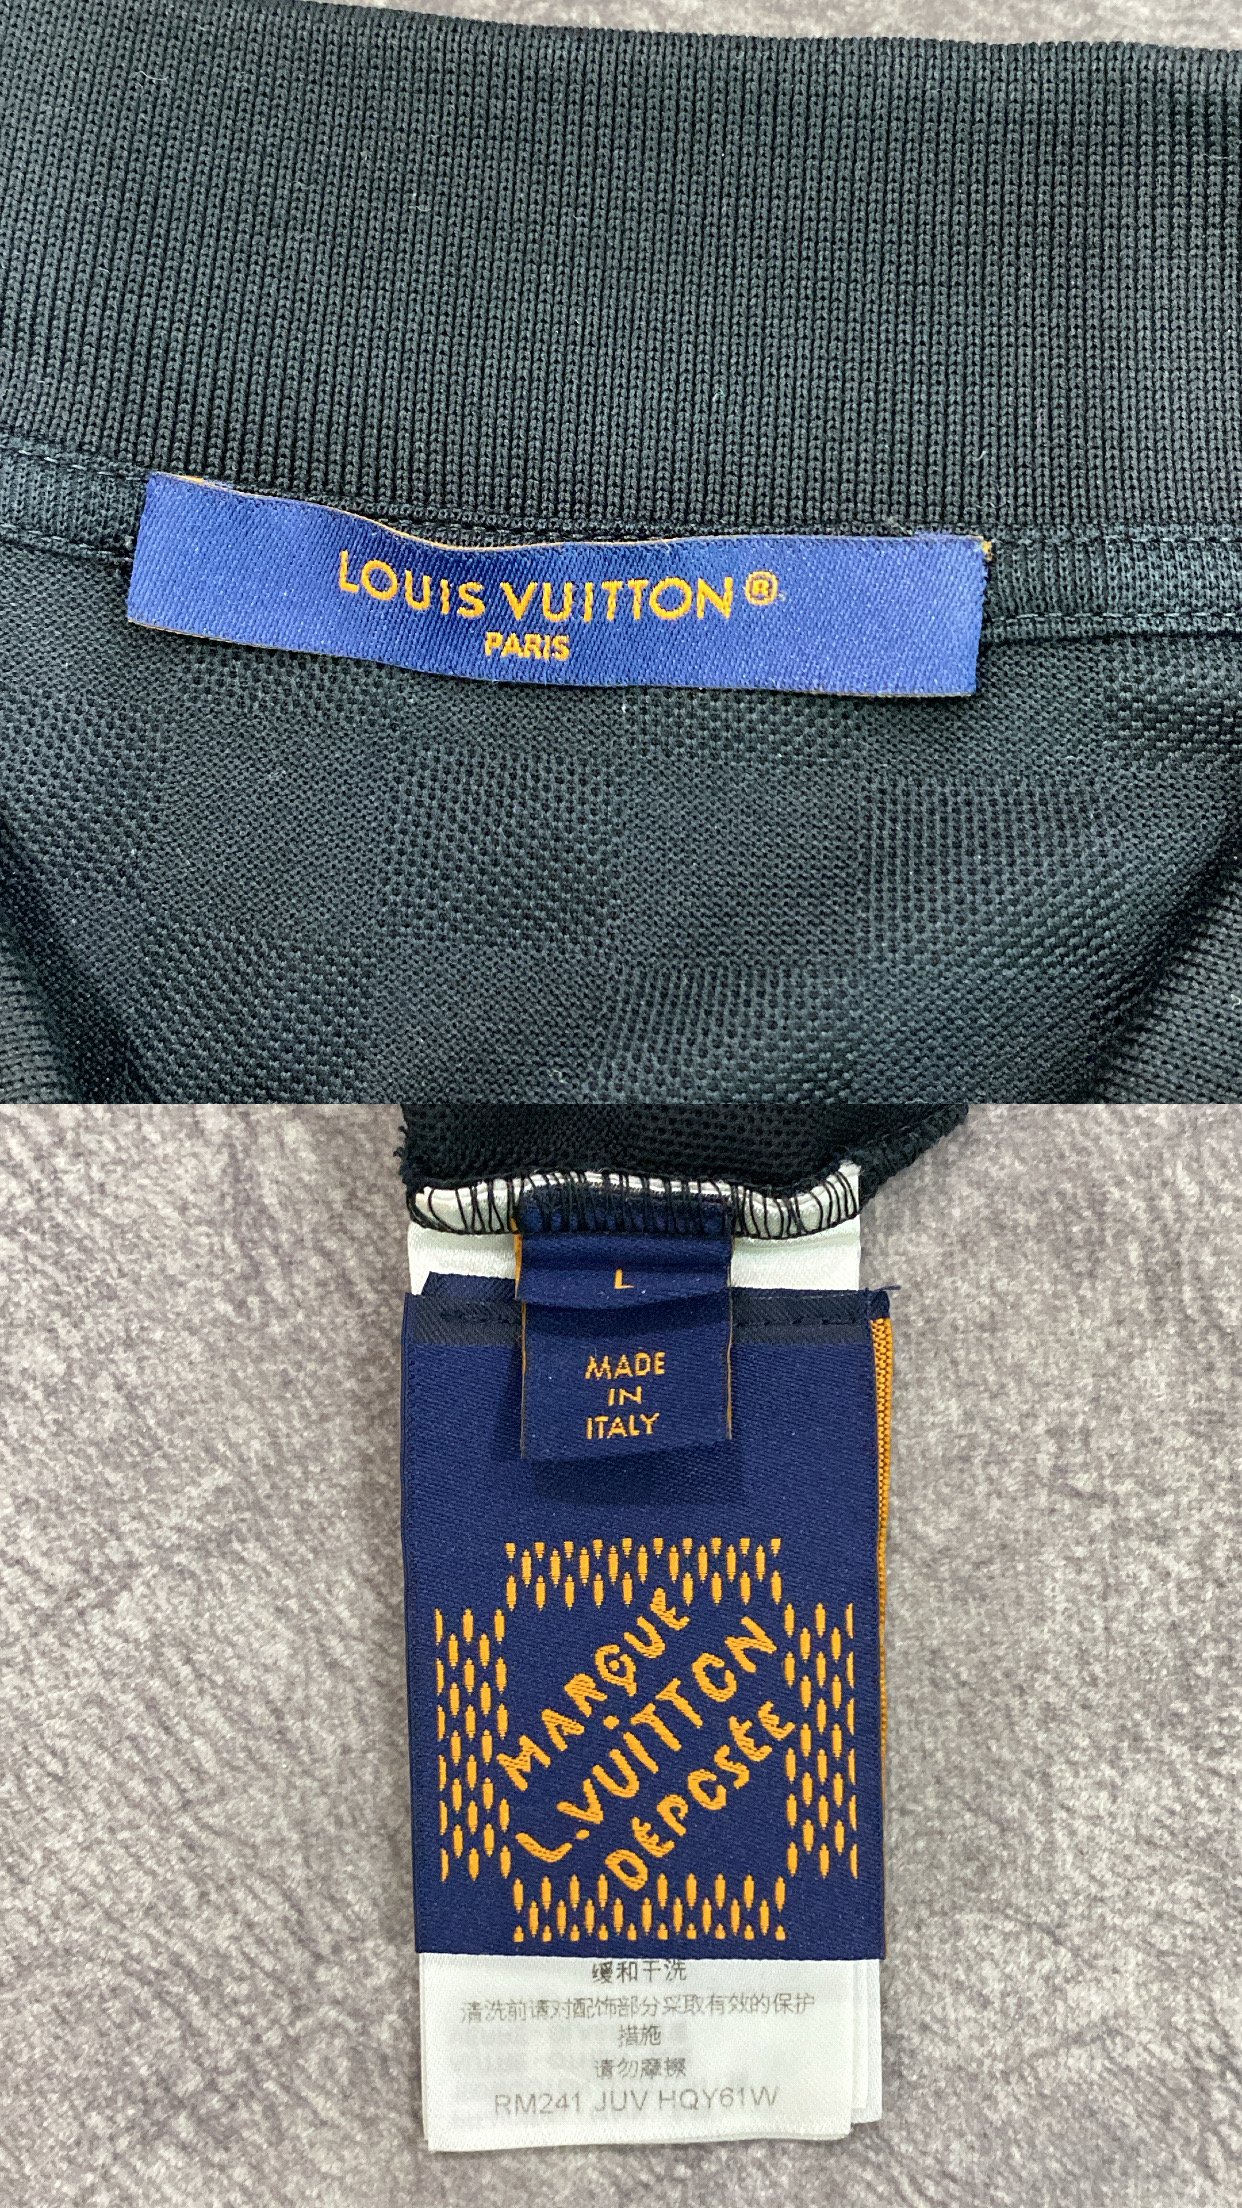 LOUIS VUITTON®
PARIS
L
MADE
IN
ITALY
MARQUE
L.VUITTON
DÉPOSÉE
缓和干洗
清洗前请对配饰部分采取有效的保护
措施
请勿摩擦
RM241 JUV HQY61W